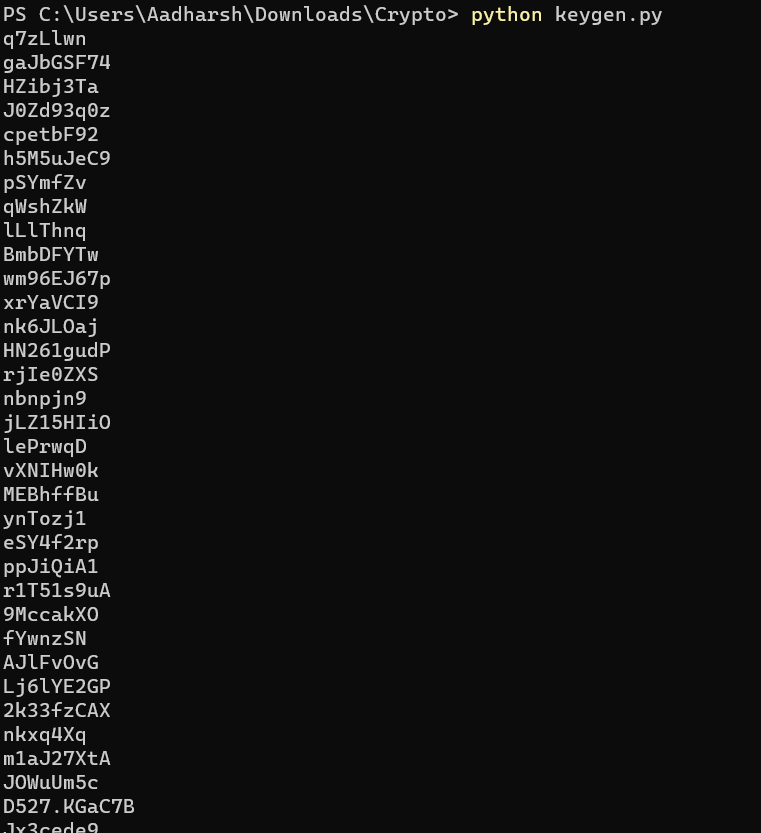 PS C:\Users\Aadharsh\Downloads\Crypto> python keygen.py
q7zLlwn
gaJbGSF74
HZibj3Ta
J0Zd93q0z
cpetbF92
h5M5uJeC9
pSYmfZv
qWshZkW
lLlThnq
BmbDFYTw
wm96EJ67p
xrYaVCI9
nk6JLOaj
HN261gudP
rjIe0ZXS
nbnpjn9
jLZ15HIiO
lePrwqD
vXNIHw0k
MEBhffBu
ynTozj1
eSY4f2rp
ppJiQiA1
r1T51s9uA
9MccakXO
fYwnzSN
AJlFvOvG
Lj6lYE2GP
2k33fzCAX
nkxq4Xq
m1aJ27XtA
JOWuUm5c
D527.KGaC7B
Jx3cede9